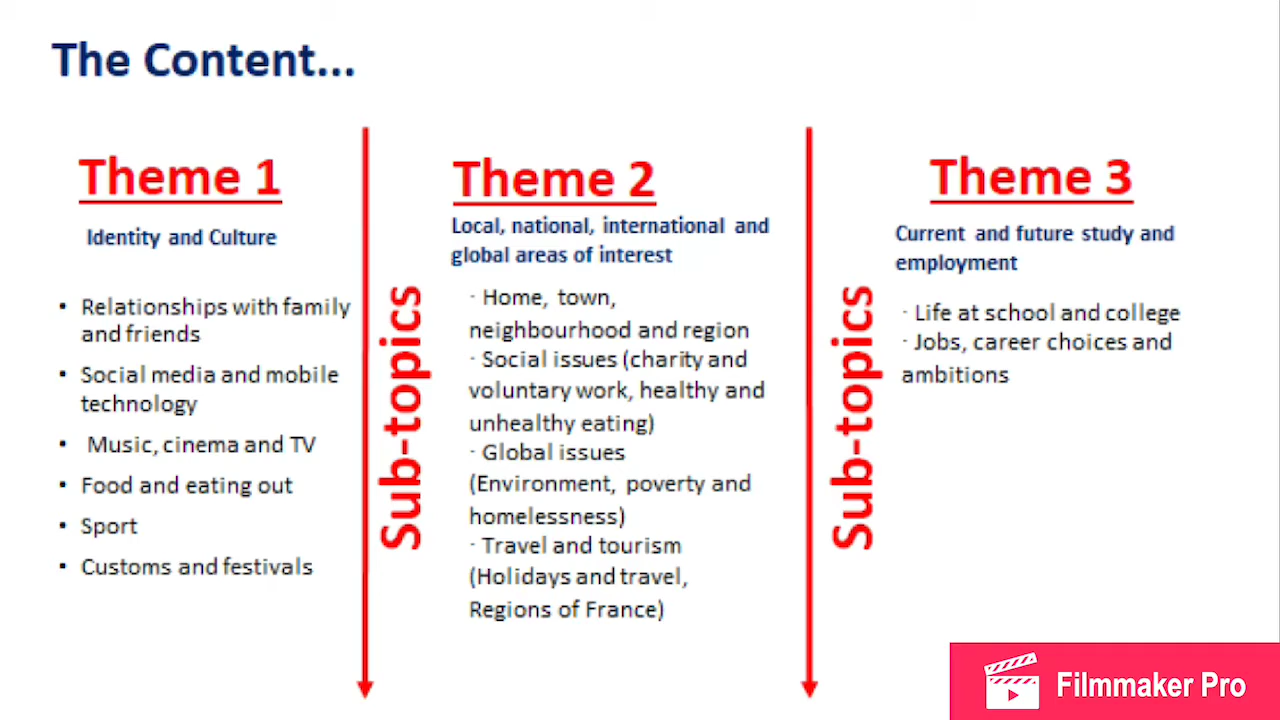 The Content...
Theme 1
Identity and Culture
• Relationships with family
and friends
• Social media and mobile
technology
• Music, cinema and TV
• Food and eating out
• Sport
• Customs and festivals
Sub-topics
Theme 2
Local, national, international and
global areas of interest
· Home, town,
neighbourhood and region
· Social issues (charity and
voluntary work, healthy and
unhealthy eating)
· Global issues
(Environment, poverty and
homelessness)
· Travel and tourism
(Holidays and travel,
Regions of France)
Sub-topics
Theme 3
Current and future study and
employment
· Life at school and college
· Jobs, career choices and
ambitions
Filmmaker Pro